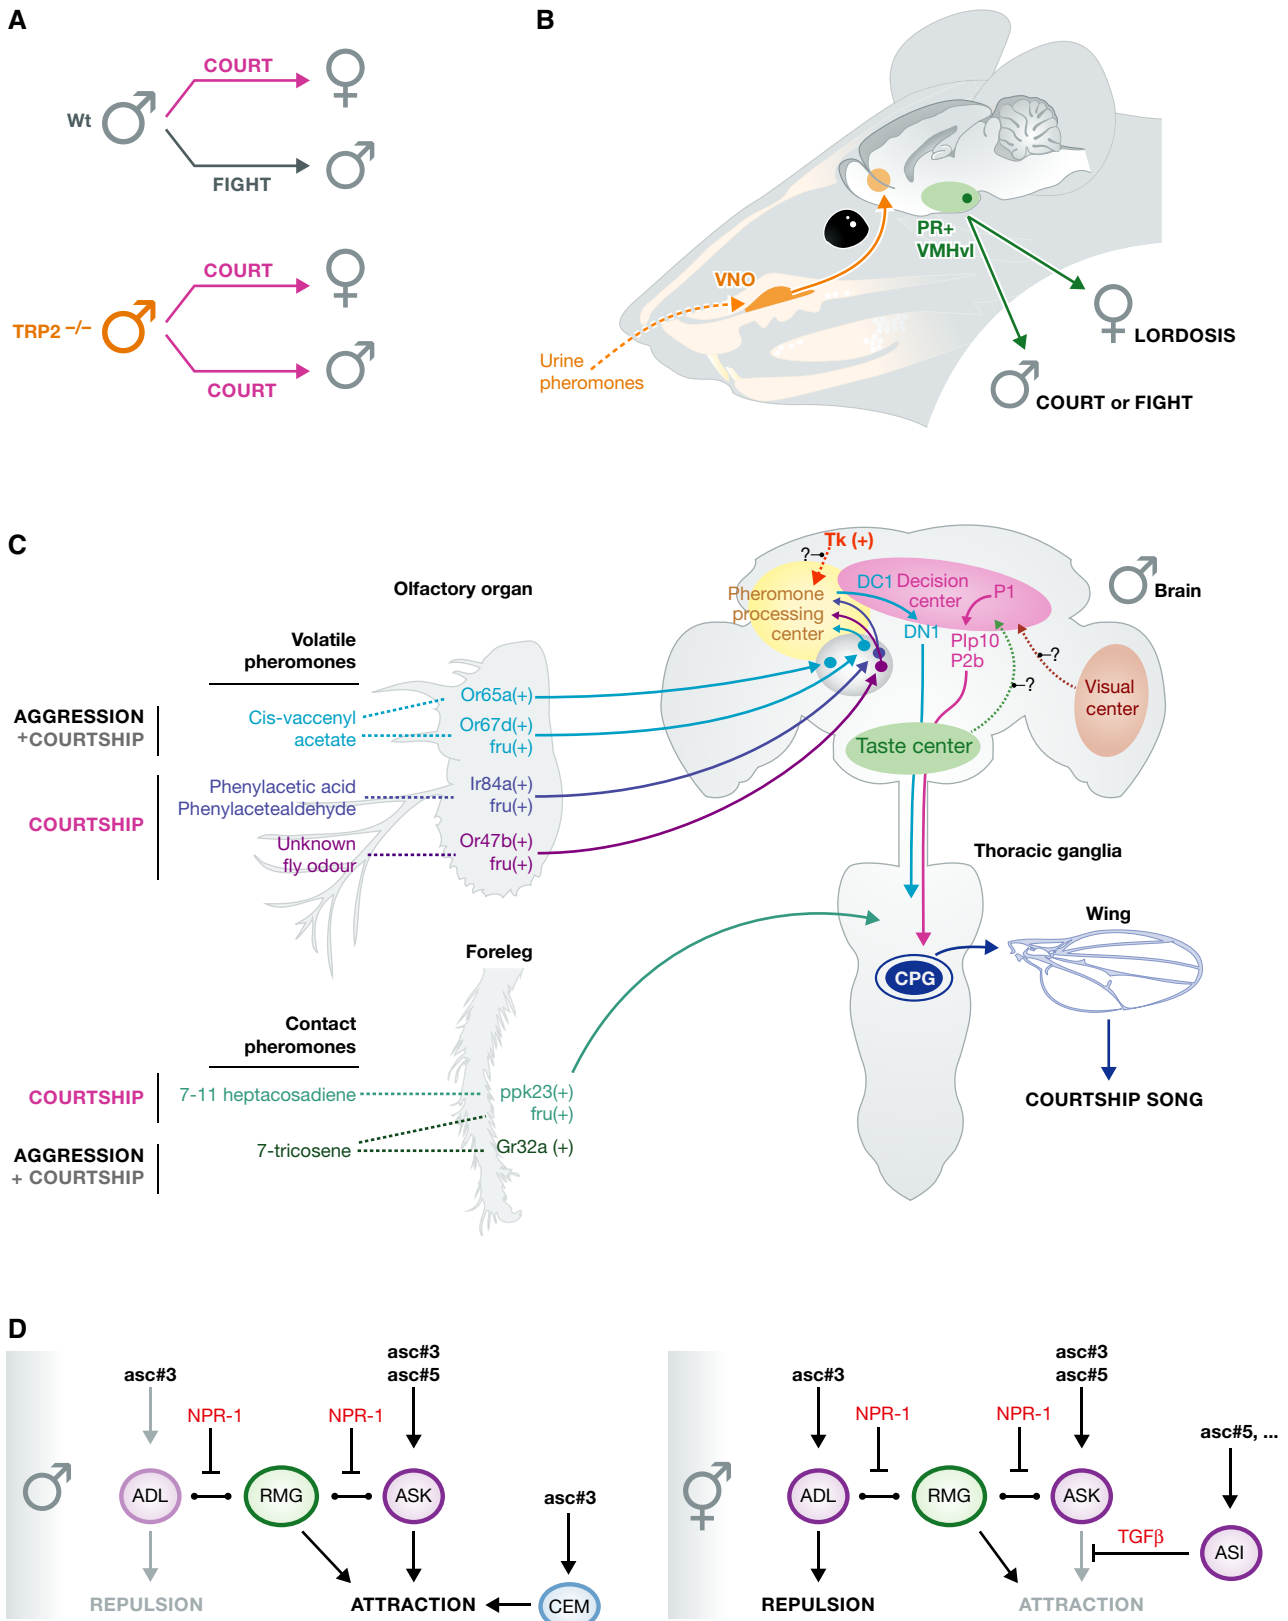 A
COURT
Wt
FIGHT
COURT
TRP2 –/–
COURT
B
PR+
VMHvl
VNO
Urine
pheromones
LORDOSIS
COURT or FIGHT
C
Olfactory organ
Volatile
pheromones
AGGRESSION
+COURTSHIP
Cis-vaccenyl
acetate
Or65a(+)
Or67d(+)
fru(+)
COURTSHIP
Phenylacetic acid
Phenylacetealdehyde
Ir84a(+)
fru(+)
Unknown
fly odour
Or47b(+)
fru(+)
Tk (+)
?
Pheromone
processing
center
DC1
Decision
center
P1
DN1
Plp10
P2b
?
?
Visual
center
Taste center
Brain
Thoracic ganglia
Wing
CPG
COURTSHIP SONG
Foreleg
Contact
pheromones
COURTSHIP
7-11 heptacosadiene
ppk23(+)
fru(+)
AGGRESSION
+ COURTSHIP
7-tricosene
Gr32a (+)
D
asc#3
asc#3
asc#5
NPR-1
NPR-1
ADL
RMG
ASK
asc#3
REPULSION
ATTRACTION
CEM
asc#3
asc#3
asc#5
NPR-1
NPR-1
asc#5, ...
ADL
RMG
ASK
TGFβ
ASI
REPULSION
ATTRACTION